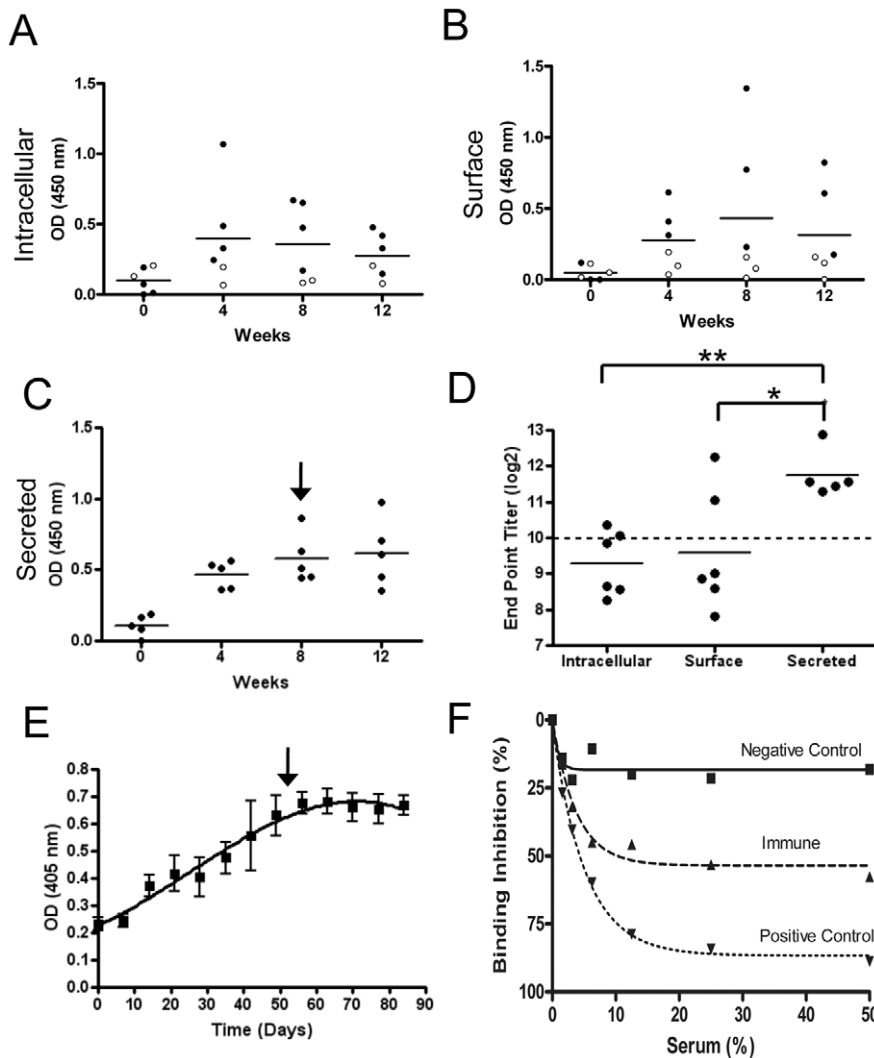 A
Intracellular
OD (450 nm)
1.5
1.0
0.5
0.0
0 4 8 12
Weeks
B
Surface
OD (450 nm)
1.5
1.0
0.5
0.0
0 4 8 12
Weeks
C
Secreted
OD (450 nm)
1.5
1.0
0.5
0.0
0 4 8 12
Weeks
D
**
*
End Point Titer (log2)
13
12
11
10
9
8
7
Intracellular Surface Secreted
E
OD (405 nm)
0.8
0.7
0.6
0.5
0.4
0.3
0.2
0.1
0.0
0 10 20 30 40 50 60 70 80 90
Time (Days)
F
Binding Inhibition (%)
0
25
50
75
100
Negative Control
Immune
Positive Control
0 10 20 30 40 50
Serum (%)